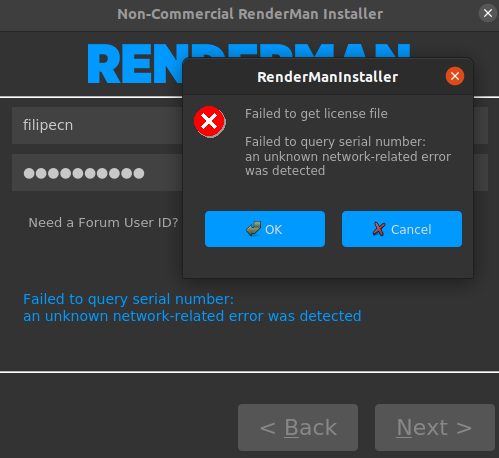 Non-Commercial RenderMan Installer
RENDERMAN
RenderManInstaller
Failed to get license file
Failed to query serial number:
an unknown network-related error
was detected
OK
Cancel
filipecn
Need a Forum User ID?
Failed to query serial number:
an unknown network-related error was detected
< Back
Next >